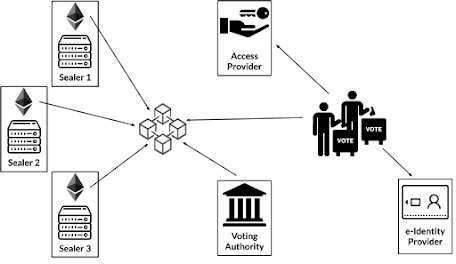 Sealer 1
Access
Provider
VOTE
VOTE
Sealer 2
Sealer 3
Voting
Authority
e-Identity
Provider